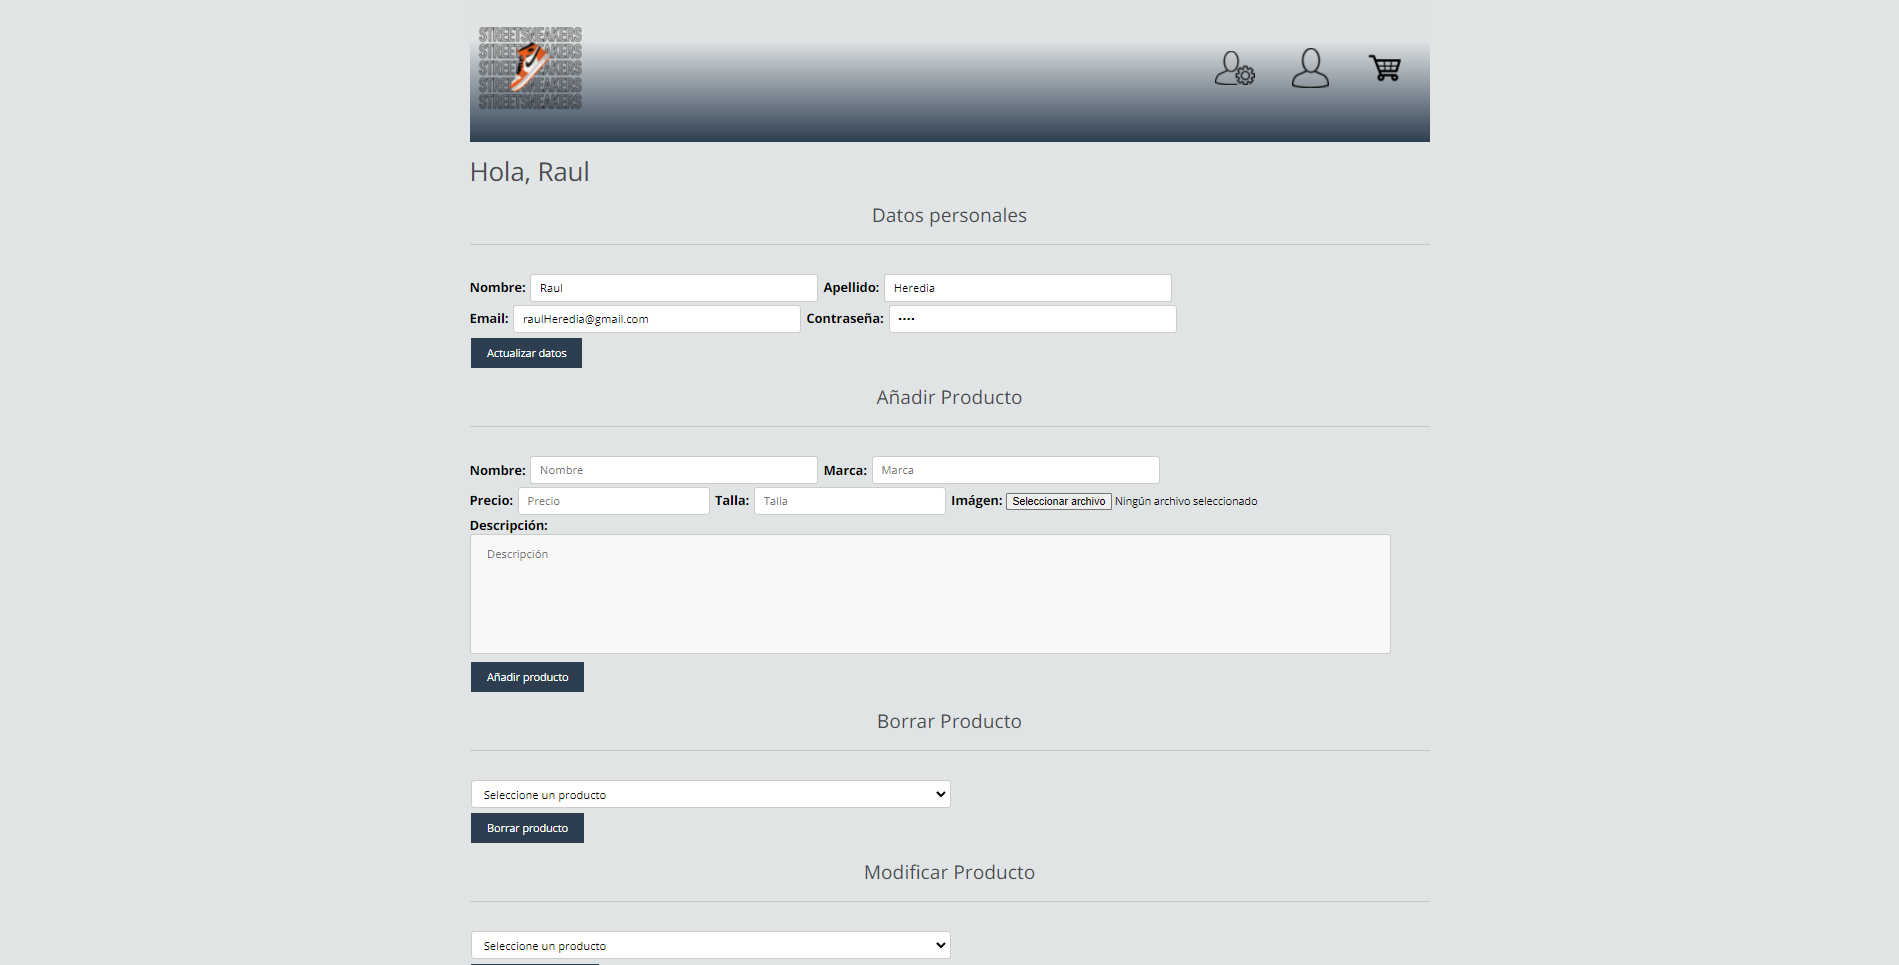 STREETSNEAKERS
STREETSNEAKERS
STREETSNEAKERS
STREETSNEAKERS
STREETSNEAKERS
Hola, Raul
Datos personales
Nombre: Raul Apellido: Heredia
Email: raulHeredia@gmail.com Contraseña: ····
Actualizar datos
Añadir Producto
Nombre: Nombre Marca: Marca
Precio: Precio Talla: Talla Imágen: Seleccionar archivo Ningún archivo seleccionado
Descripción:
Descripción
Añadir producto
Borrar Producto
Seleccione un producto
Borrar producto
Modificar Producto
Seleccione un producto